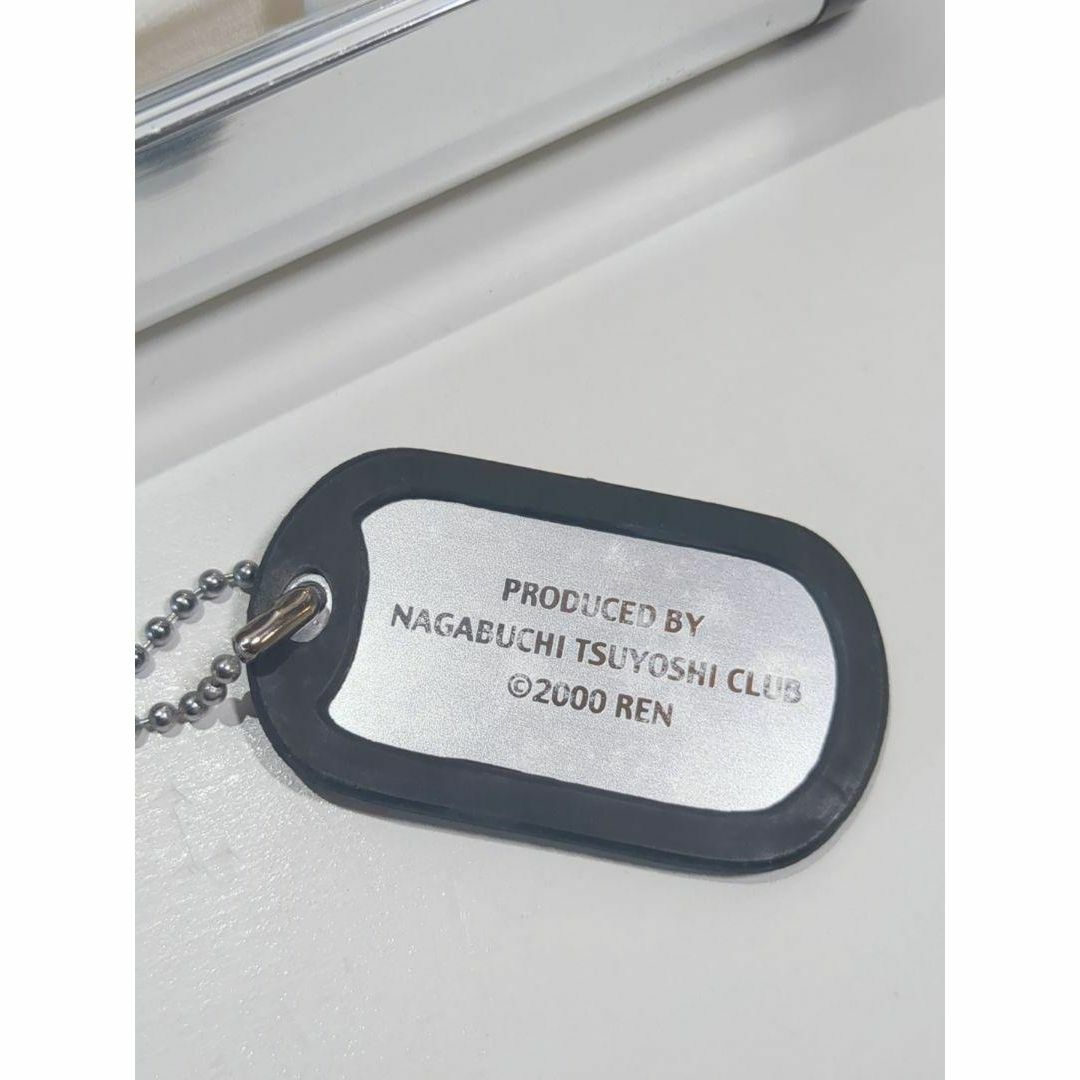 PRODUCED BY
NAGABUCHI TSUYOSHI CLUB
©2000 REN